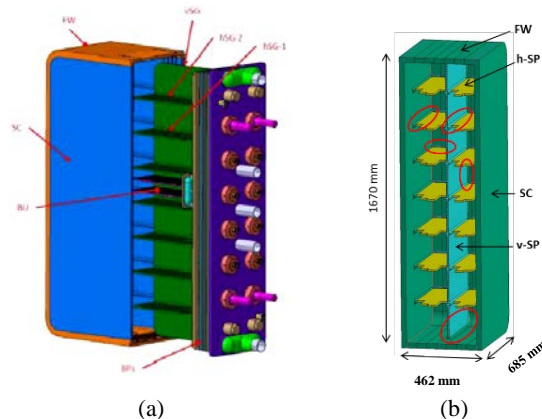 FW
vSG
hSG-2
hSG-1
SC
BU
BPs
(a)
FW
h-SP
1670 mm
SC
v-SP
462 mm
685 mm
(b)